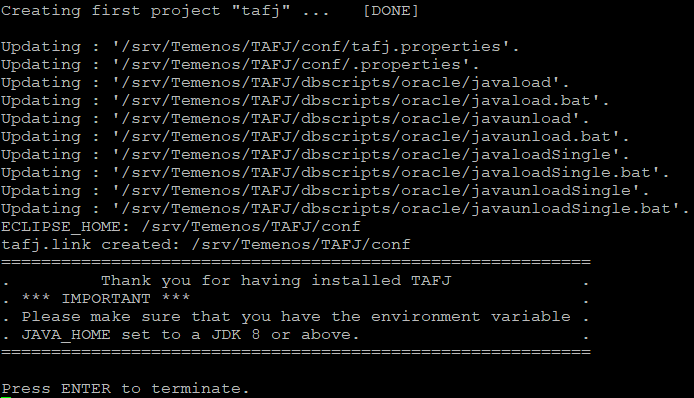 Creating first project "tafj" ...   [DONE]
Updating : '/srv/Temenos/TAFJ/conf/tafj.properties'.
Updating : '/srv/Temenos/TAFJ/conf/.properties'.
Updating : '/srv/Temenos/TAFJ/dbscripts/oracle/javaload'.
Updating : '/srv/Temenos/TAFJ/dbscripts/oracle/javaload.bat'.
Updating : '/srv/Temenos/TAFJ/dbscripts/oracle/javaunload'.
Updating : '/srv/Temenos/TAFJ/dbscripts/oracle/javaunload.bat'.
Updating : '/srv/Temenos/TAFJ/dbscripts/oracle/javaloadSingle'.
Updating : '/srv/Temenos/TAFJ/dbscripts/oracle/javaloadSingle.bat'.
Updating : '/srv/Temenos/TAFJ/dbscripts/oracle/javaunloadSingle'.
Updating : '/srv/Temenos/TAFJ/dbscripts/oracle/javaunloadSingle.bat'.
ECLIPSE_HOME: /srv/Temenos/TAFJ/conf
tafj.link created: /srv/Temenos/TAFJ/conf
===========================================================
.         Thank you for having installed TAFJ             .
. *** IMPORTANT ***                                       .
. Please make sure that you have the environment variable .
. JAVA_HOME set to a JDK 8 or above.                      .
===========================================================
Press ENTER to terminate.